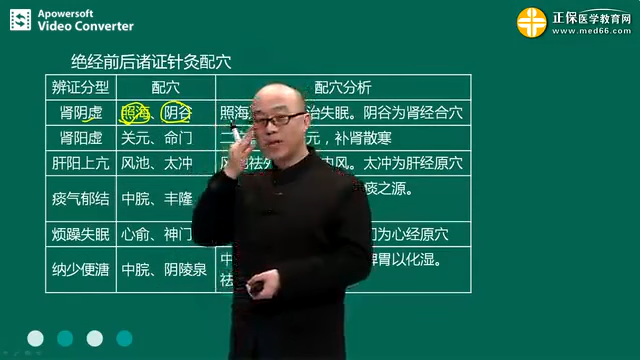 Apowersoft
Video Converter
正保医学教育网
www.med66.com
绝经前后诸证针灸配穴
辨证分型 配穴 配穴分析
肾阴虚 照海、阴谷 照海 治失眠。阴谷为肾经合穴
肾阳虚 关元、命门 元，补肾散寒
肝阳上亢 风池、太冲 风池祛外 内风。太冲为肝经原穴
痰气郁结 中脘、丰隆 痰之源。
烦躁失眠 心俞、神门 为心经原穴
纳少便溏 中脘、阴陵泉 中 脾胃以化湿。
祛